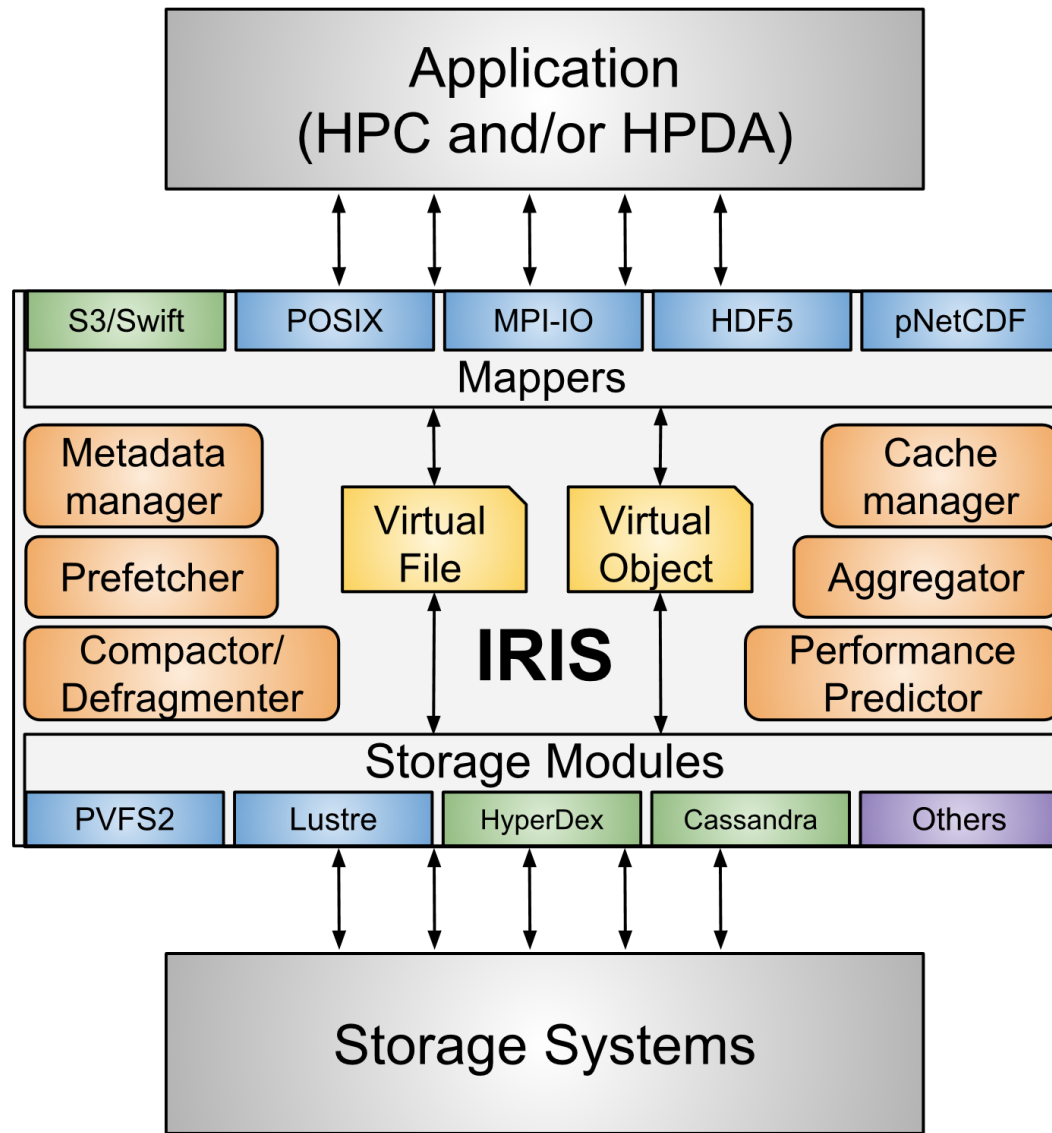 Application
(HPC and/or HPDA)
S3/Swift
POSIX
MPI-IO
HDF5
pNetCDF
Mappers
Metadata
manager
Prefetcher
Compactor/
Defragmenter
Virtual
File
Virtual
Object
IRIS
Cache
manager
Aggregator
Performance
Predictor
Storage Modules
PVFS2
Lustre
HyperDex
Cassandra
Others
Storage Systems